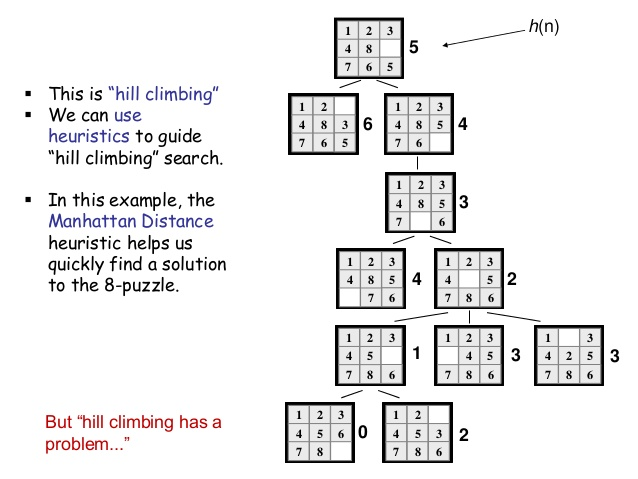 ▪ This is “hill climbing”
▪ We can use
heuristics to guide
“hill climbing” search.
▪ In this example, the
Manhattan Distance
heuristic helps us
quickly find a solution
to the 8-puzzle.
But “hill climbing has a
problem...”
h(n)
1 2 3
4 8
7 6 5
5
1 2
4 8 3
7 6 5
6
1 2 3
4 8 5
7 6
4
1 2 3
4 8 5
7 6
3
1 2 3
4 8 5
7 6
4
1 2 3
4 5
7 8 6
2
1 2 3
4 5
7 8 6
1
1 2 3
4 5
7 8 6
3
1 3
4 2 5
7 8 6
3
1 2 3
4 5 6
7 8
0
1 2
4 5 3
7 8 6
2